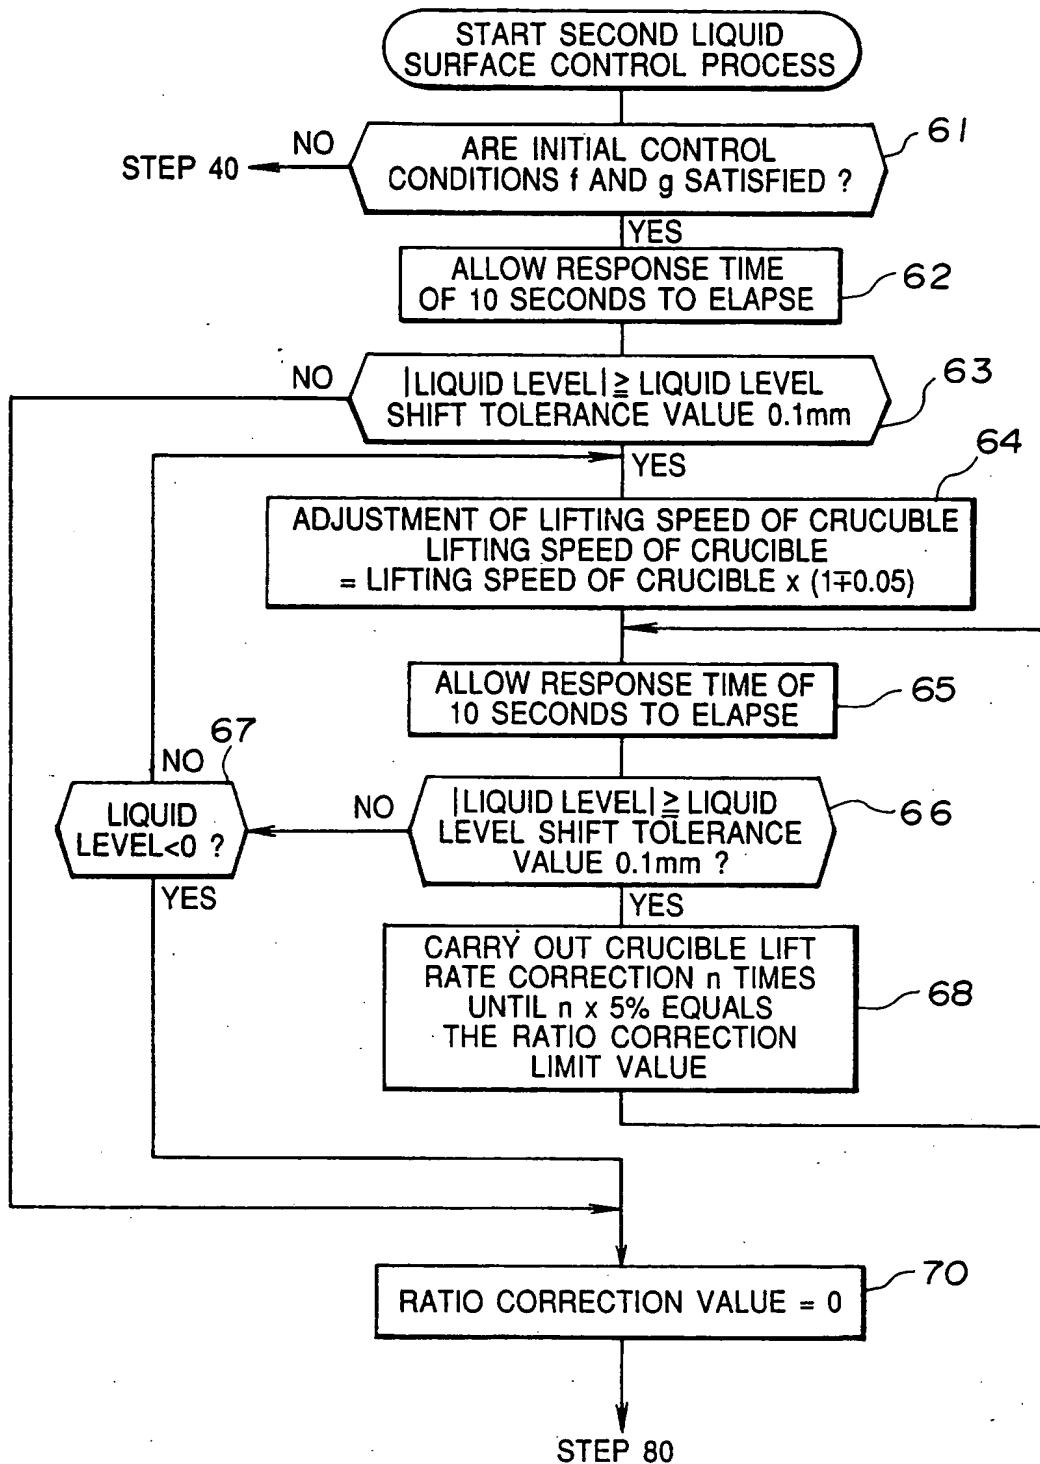 START SECOND LIQUID
SURFACE CONTROL PROCESS
61
NO
ARE INITIAL CONTROL
CONDITIONS f AND g SATISFIED ?
STEP 40
YES
ALLOW RESPONSE TIME
OF 10 SECONDS TO ELAPSE
62
NO
|LIQUID LEVEL| ≧ LIQUID LEVEL
SHIFT TOLERANCE VALUE 0.1mm
63
YES
64
ADJUSTMENT OF LIFTING SPEED OF CRUCUBLE
LIFTING SPEED OF CRUCIBLE
= LIFTING SPEED OF CRUCIBLE x (1∓0.05)
ALLOW RESPONSE TIME OF
10 SECONDS TO ELAPSE
65
67
NO
LIQUID
LEVEL<0 ?
YES
NO
|LIQUID LEVEL| ≧ LIQUID
LEVEL SHIFT TOLERANCE
VALUE 0.1mm ?
66
YES
CARRY OUT CRUCIBLE LIFT
RATE CORRECTION n TIMES
UNTIL n x 5% EQUALS
THE RATIO CORRECTION
LIMIT VALUE
68
RATIO CORRECTION VALUE = 0
70
STEP 80